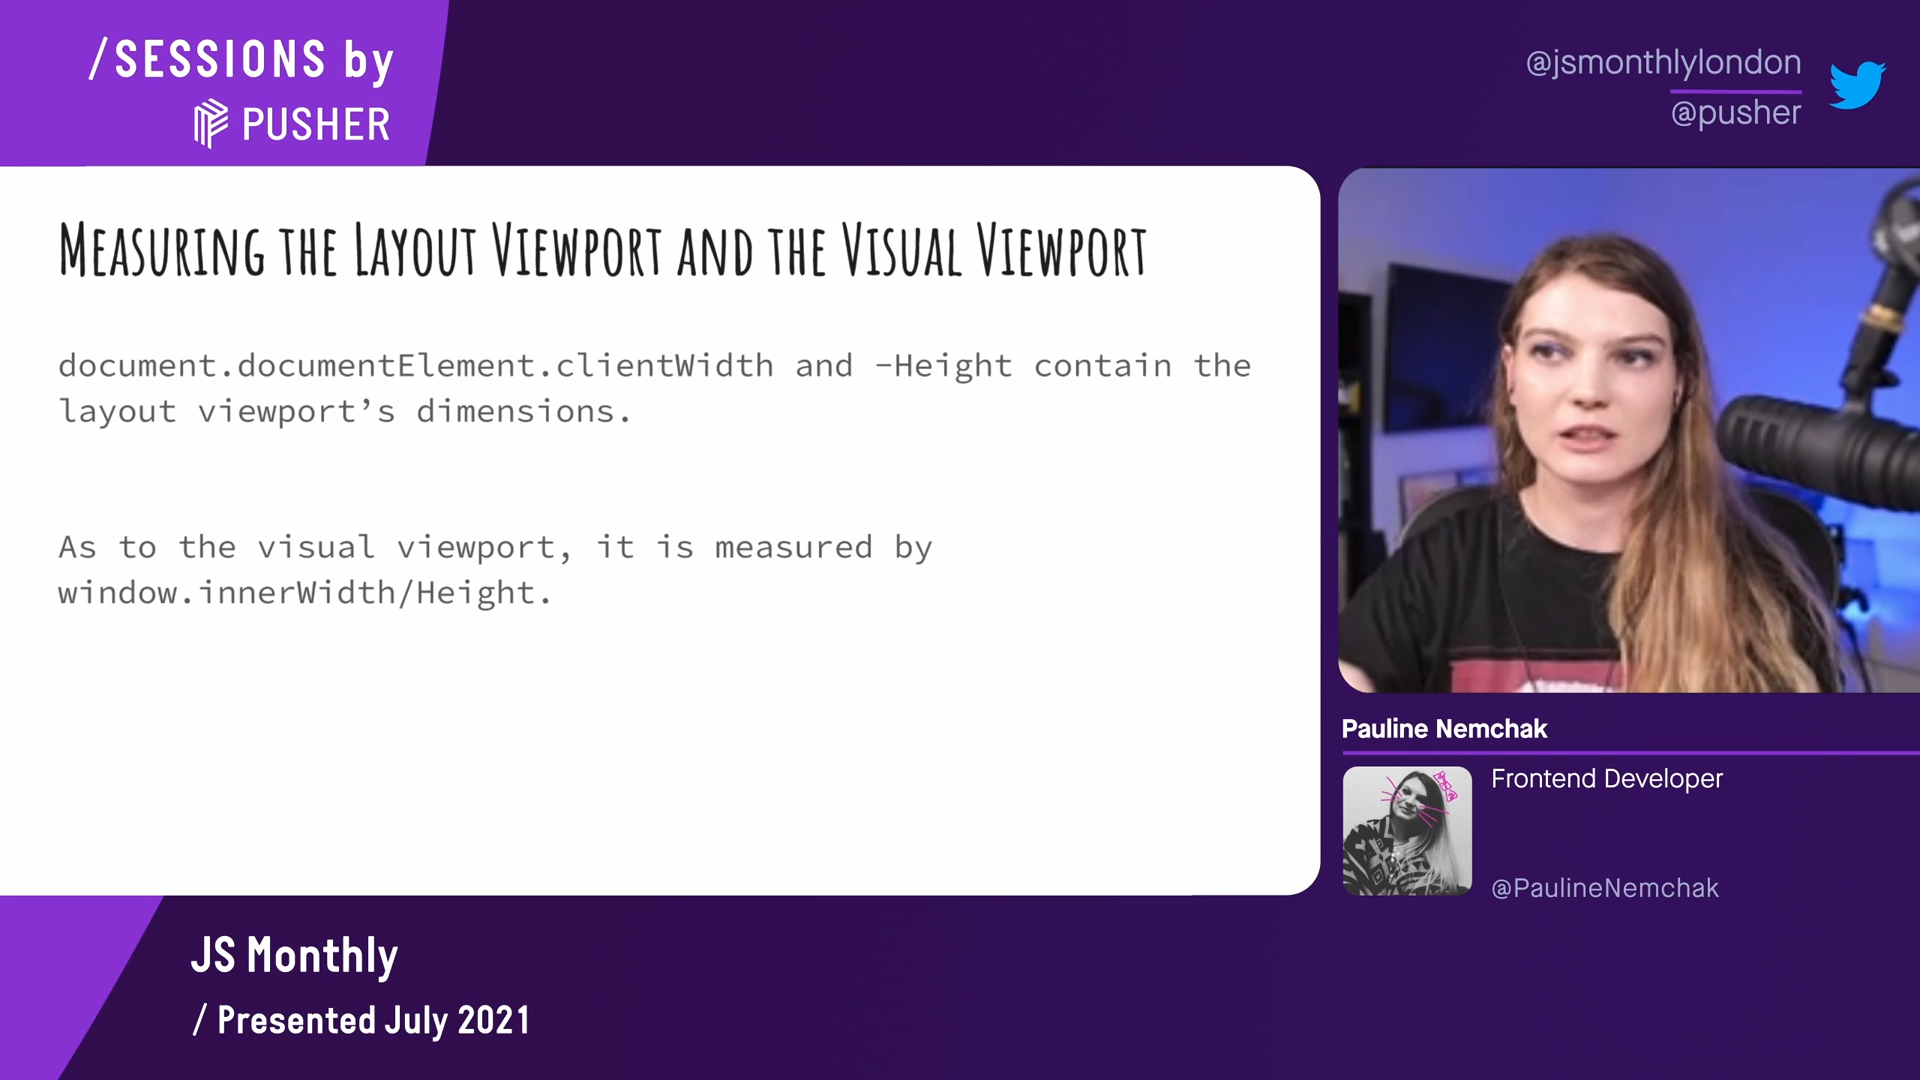 /SESSIONS by
PUSHER
@jsmonthlylondon
@pusher
MEASURING THE LAYOUT VIEWPORT AND THE VISUAL VIEWPORT
document.documentElement.clientWidth and -Height contain the
layout viewport’s dimensions.
As to the visual viewport, it is measured by
window.innerWidth/Height.
Pauline Nemchak
Frontend Developer
@PaulineNemchak
JS Monthly
/ Presented July 2021